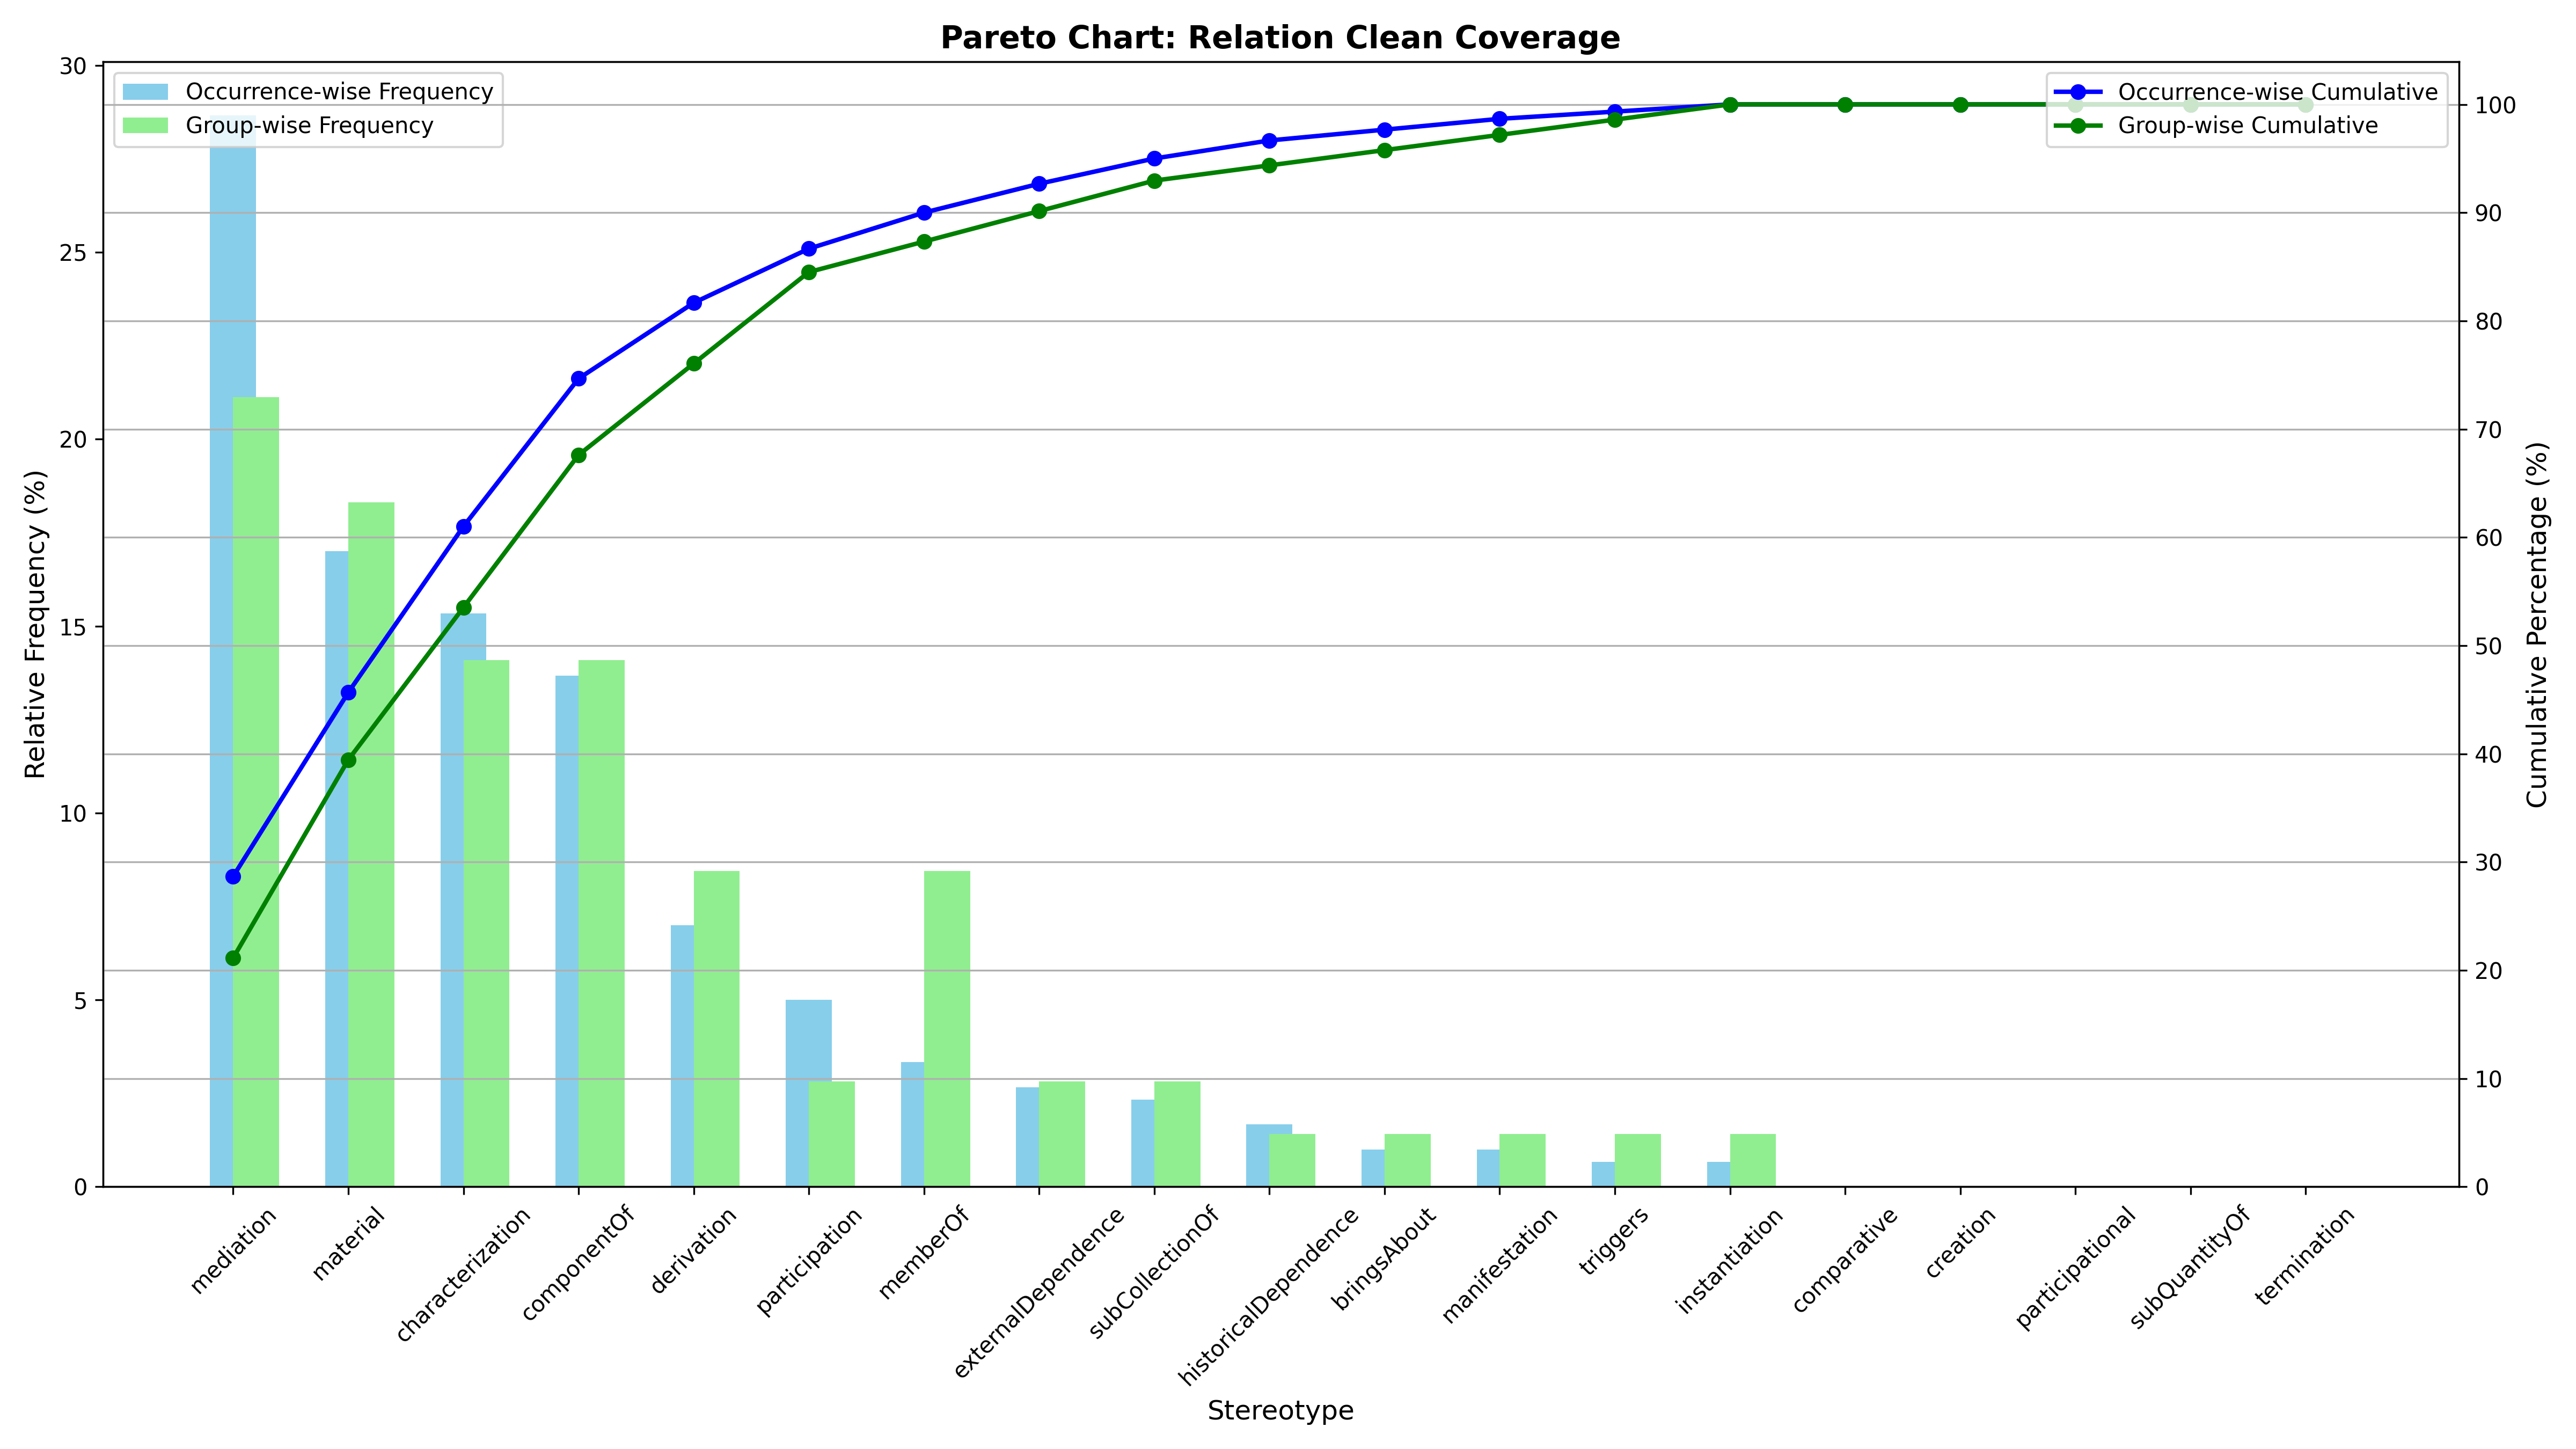 Pareto Chart: Relation Clean Coverage
Occurrence-wise Frequency
Group-wise Frequency
Occurrence-wise Cumulative
Group-wise Cumulative
Relative Frequency (%)
30
25
20
15
10
5
0
Cumulative Percentage (%)
100
90
80
70
60
50
40
30
20
10
0
mediation
material
characterization
componentOf
derivation
participation
memberOf
externalDependence
subCollectionOf
historicalDependence
bringsAbout
manifestation
triggers
instantiation
comparative
creation
participational
subQuantityOf
termination
Stereotype